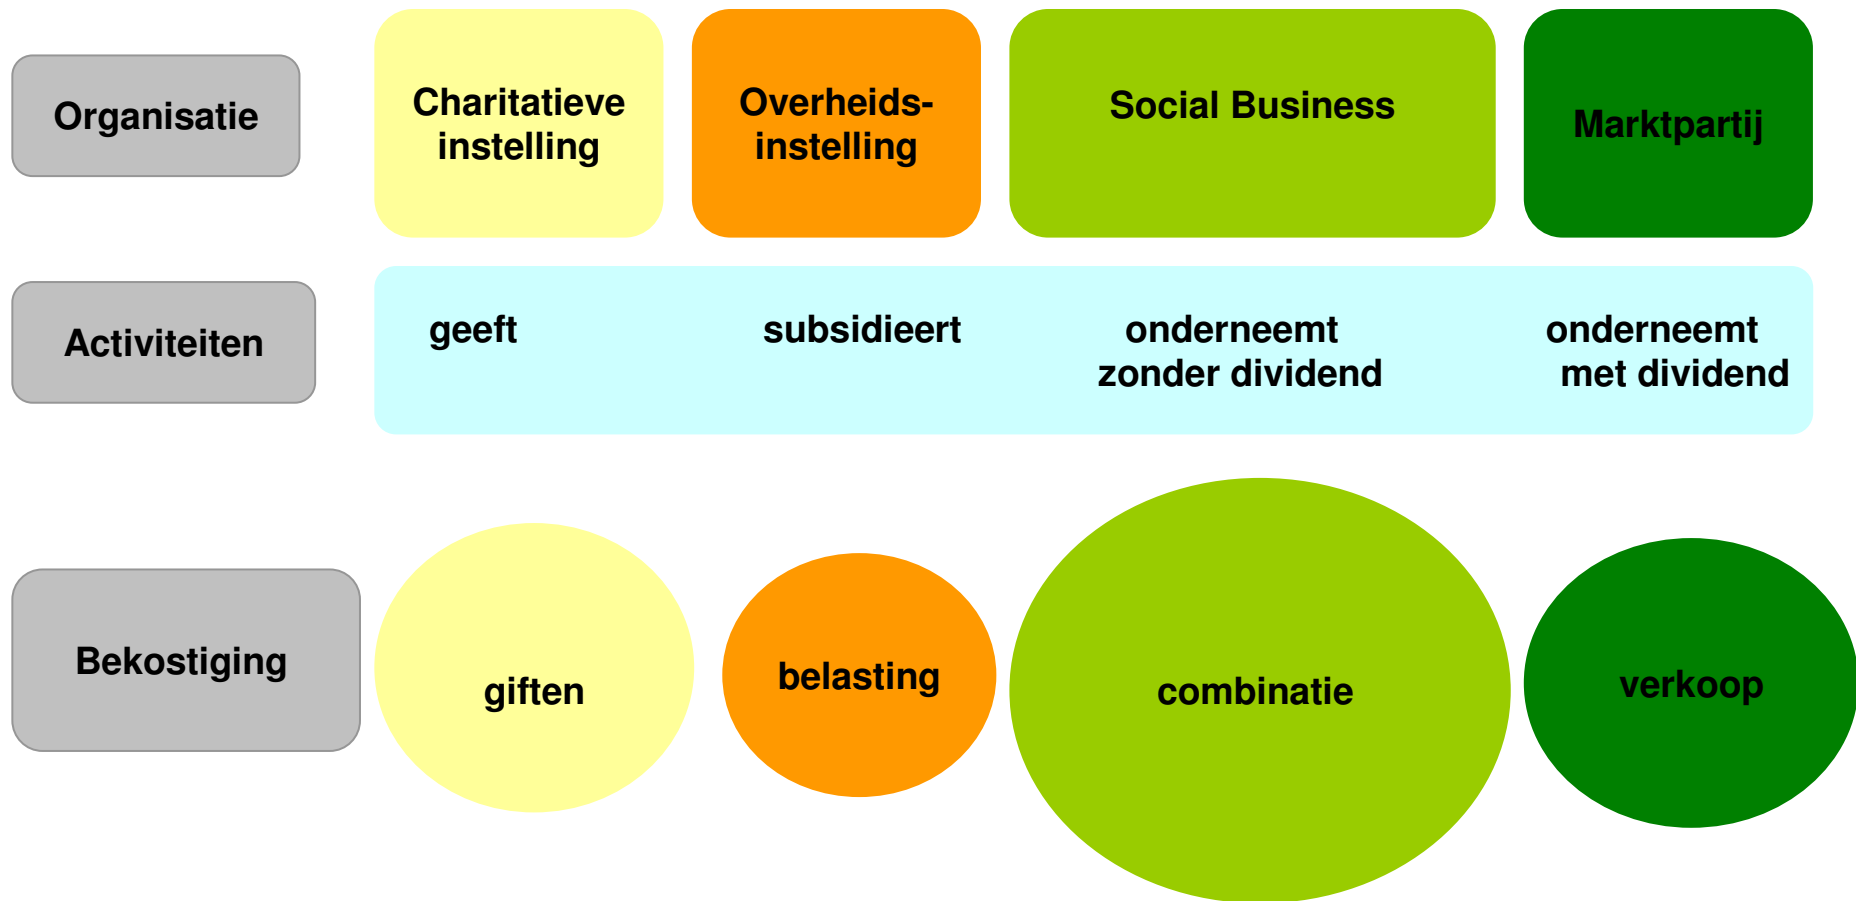 Organisatie
Charitatieve
instelling
Overheids-
instelling
Social Business
Marktpartij
Activiteiten
geeft
subsidieert
onderneemt
zonder dividend
onderneemt
met dividend
Bekostiging
giften
belasting
combinatie
verkoop